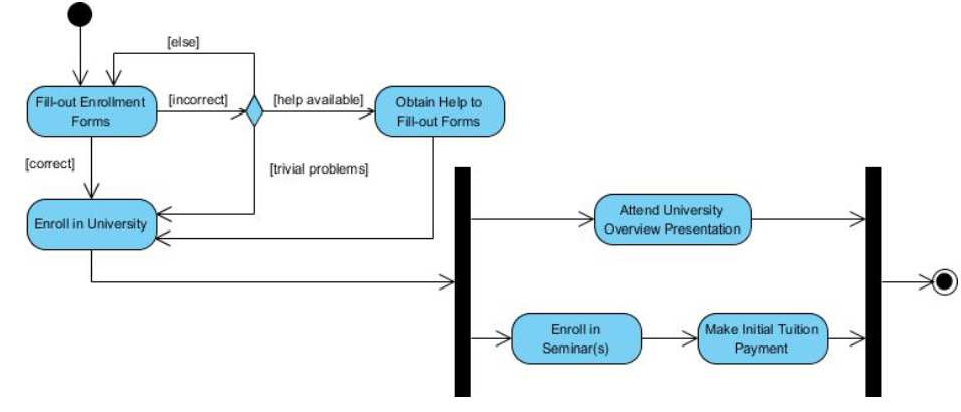 [else]
Fill-out Enrollment
Forms
[incorrect]
[help available]
Obtain Help to
Fill-out Forms
[correct]
[trivial problems]
Enroll in University
Attend University
Overview Presentation
Enroll in
Seminar(s)
Make Initial Tuition
Payment